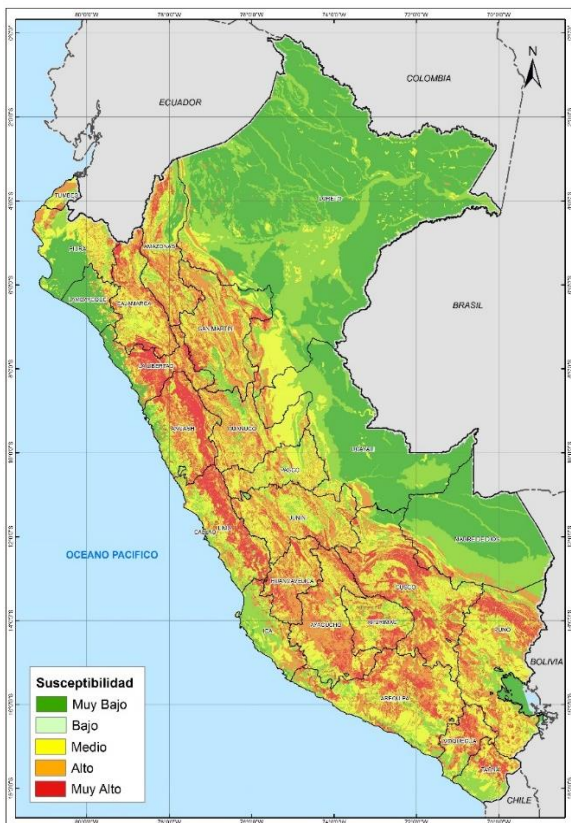 COLOMBIA
ECUADOR
N
TUMBES
LORETO
PIURA
AMAZONAS
LAMBAYEQUE
CAJAMARCA
SAN MARTIN
BRASIL
LA LIBERTAD
ANCASH
HUANUCO
UCAYALI
PASCO
JUNIN
LIMA
CALLAO
MADRE DE DIOS
OCEANO PACIFICO
HUANCAVELICA
CUSCO
AYACUCHO
APURIMAC
PUNO
ICA
BOLIVIA
AREQUIPA
MOQUEGUA
TACNA
CHILE
Susceptibilidad
Muy Bajo
Bajo
Medio
Alto
Muy Alto